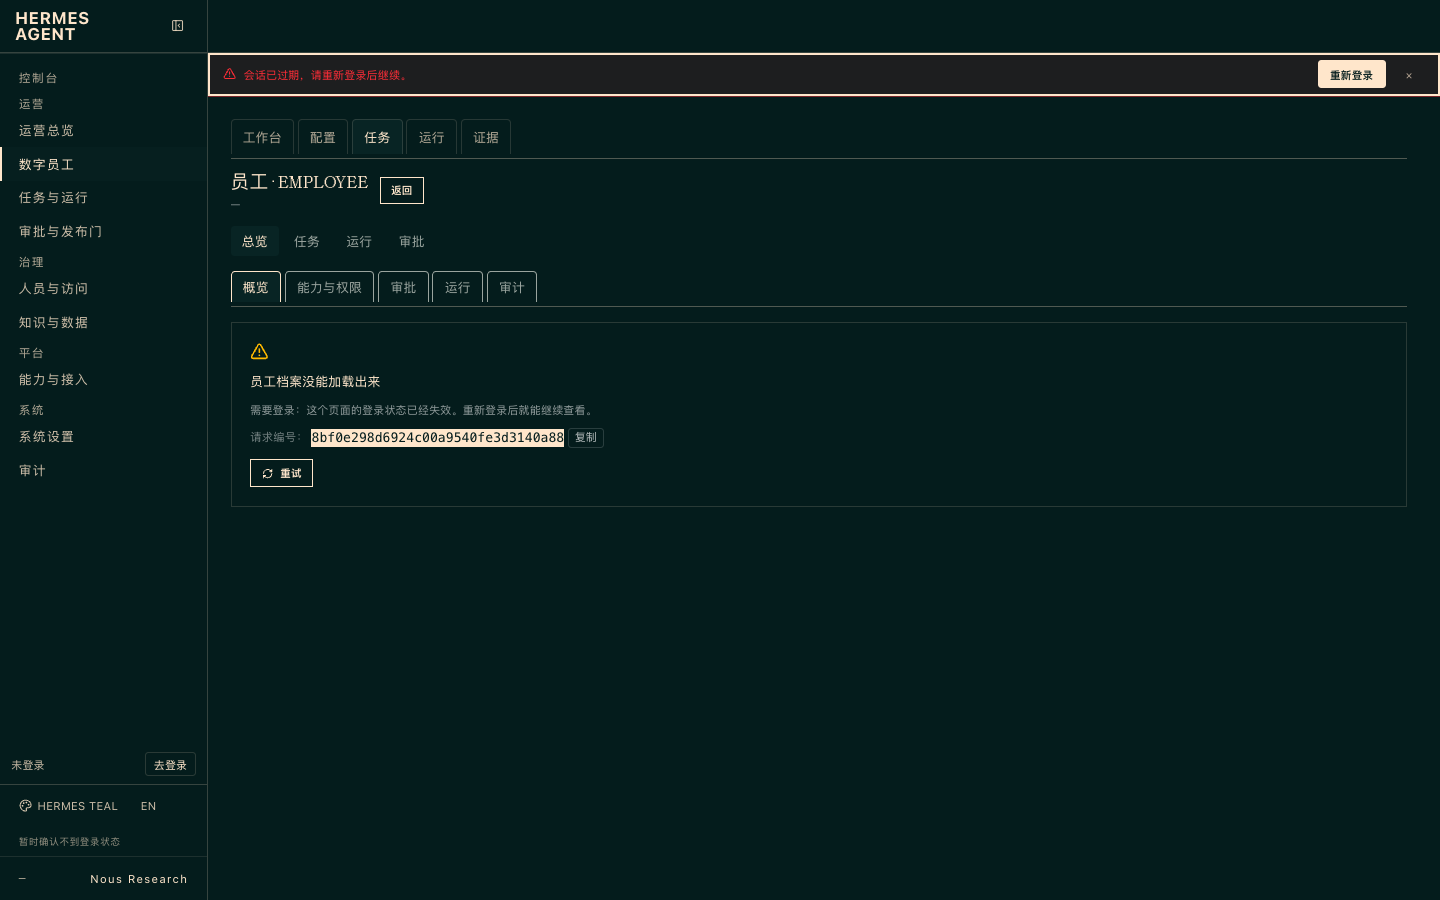 HERMES
AGENT
控制台
运营
运营总览
数字员工
任务与运行
审批与发布门
治理
人员与访问
知识与数据
平台
能力与接入
系统
系统设置
审计
未登录 去登录
HERMES TEAL EN
暂时确认不到登录状态
— Nous Research
会话已过期，请重新登录后继续。 重新登录 ×
工作台 配置 任务 运行 证据
员工 · EMPLOYEE 返回
—
总览 任务 运行 审批
概览 能力与权限 审批 运行 审计
员工档案没能加载出来
需要登录：这个页面的登录状态已经失效。重新登录后就能继续查看。
请求编号： 8bf0e298d6924c00a9540fe3d3140a88 复制
重试